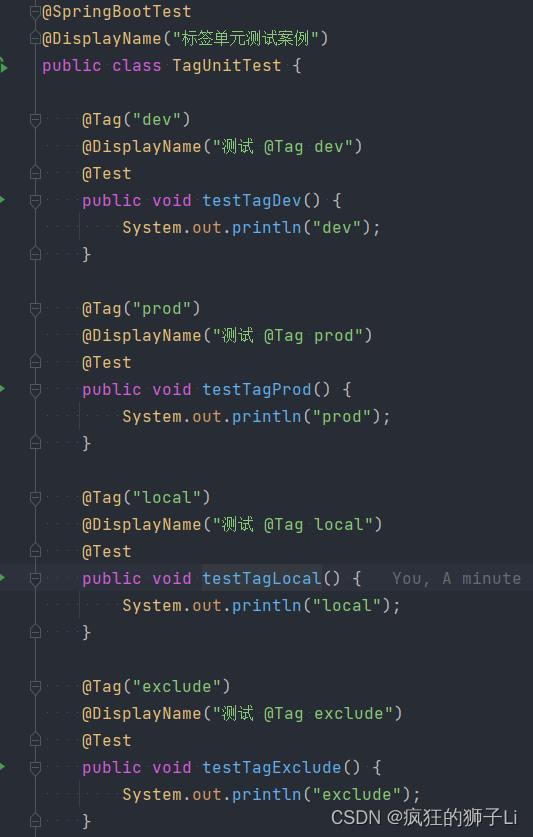 @SpringBootTest
@DisplayName("标签单元测试案例")
public class TagUnitTest {
@Tag("dev")
@DisplayName("测试 @Tag dev")
@Test
public void testTagDev() {
System.out.println("dev");
}
@Tag("prod")
@DisplayName("测试 @Tag prod")
@Test
public void testTagProd() {
System.out.println("prod");
}
@Tag("local")
@DisplayName("测试 @Tag local")
@Test
public void testTagLocal() { You, A minute
System.out.println("local");
}
@Tag("exclude")
@DisplayName("测试 @Tag exclude")
@Test
public void testTagExclude() {
System.out.println("exclude");
}
CSDN @疯狂的狮子Li